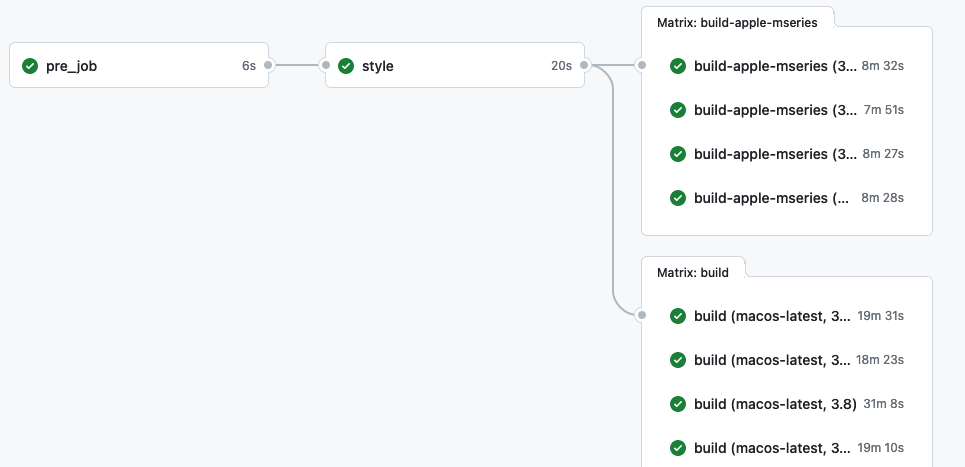 pre_job 6s
style 20s
Matrix: build-apple-mseries
build-apple-mseries (3... 8m 32s
build-apple-mseries (3... 7m 51s
build-apple-mseries (3... 8m 27s
build-apple-mseries (... 8m 28s
Matrix: build
build (macos-latest, 3... 19m 31s
build (macos-latest, 3... 18m 23s
build (macos-latest, 3.8) 31m 8s
build (macos-latest, 3... 19m 10s